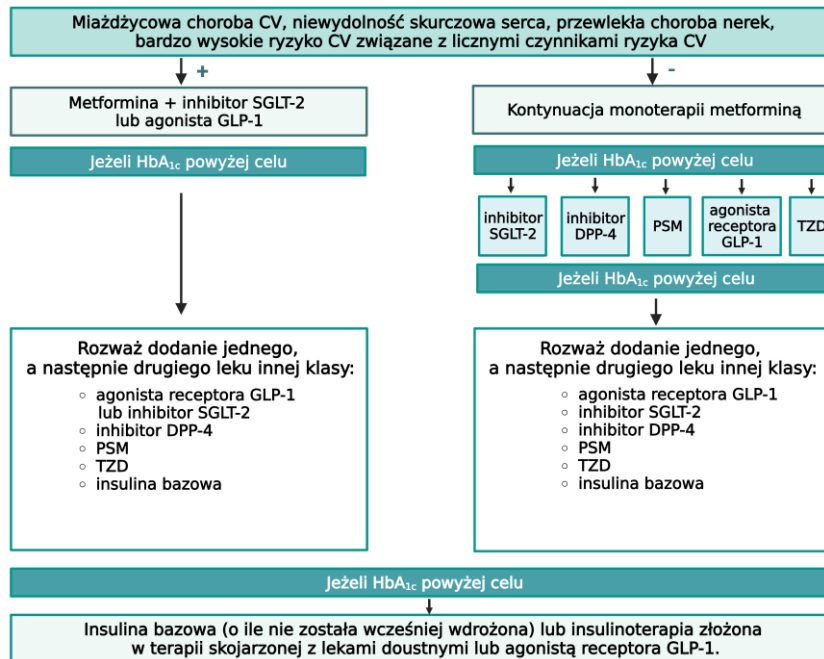 Miażdżycowa choroba CV, niewydolność skurczowa serca, przewlekła choroba nerek,
bardzo wysokie ryzyko CV związane z licznymi czynnikami ryzyka CV
+
-
Metformina + inhibitor SGLT-2
lub agonista GLP-1
Kontynuacja monoterapii metforminą
Jeżeli HbA₁c powyżej celu
Jeżeli HbA₁c powyżej celu
inhibitor
SGLT-2
inhibitor
DPP-4
PSM
agonista
receptora
GLP-1
TZD
Jeżeli HbA₁c powyżej celu
Rozważ dodanie jednego,
a następnie drugiego leku innej klasy:
◦ agonista receptora GLP-1
lub inhibitor SGLT-2
◦ inhibitor DPP-4
◦ PSM
◦ TZD
◦ insulina bazowa
Rozważ dodanie jednego,
a następnie drugiego leku innej klasy:
◦ agonista receptora GLP-1
◦ inhibitor SGLT-2
◦ inhibitor DPP-4
◦ PSM
◦ TZD
◦ insulina bazowa
Jeżeli HbA₁c powyżej celu
Insulina bazowa (o ile nie została wcześniej wdrożona) lub insulinoterapia złożona
w terapii skojarzonej z lekami doustnymi lub agonistą receptora GLP-1.